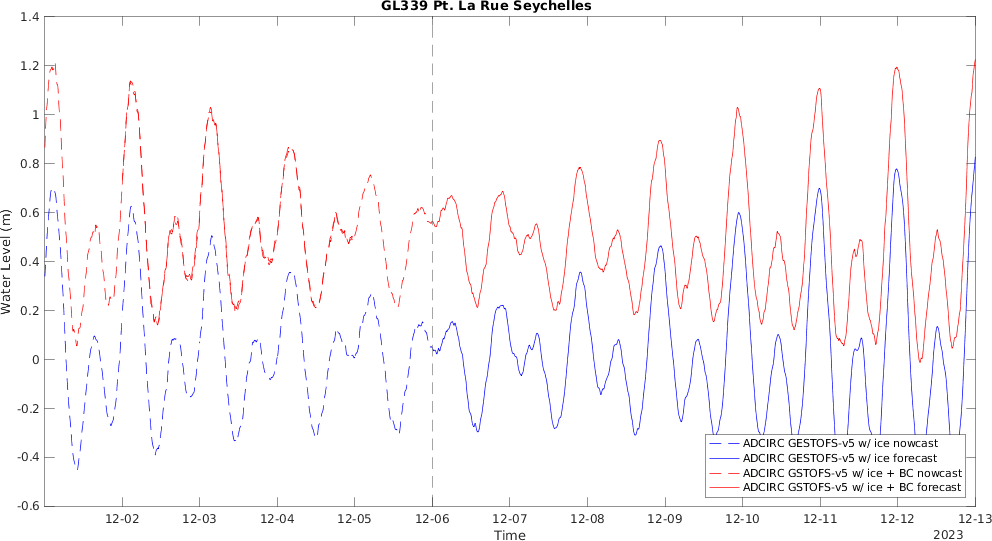 GL339 Pt. La Rue Seychelles
1.4
1.2
1
0.8
0.6
0.4
0.2
0
-0.2
-0.4
-0.6
Water Level (m)
ADCIRC GESTOFS-v5 w/ ice nowcast
ADCIRC GESTOFS-v5 w/ ice forecast
ADCIRC GSTOFS-v5 w/ ice + BC nowcast
ADCIRC GSTOFS-v5 w/ ice + BC forecast
12-02 12-03 12-04 12-05 12-06 12-07 12-08 12-09 12-10 12-11 12-12 12-13
Time
2023